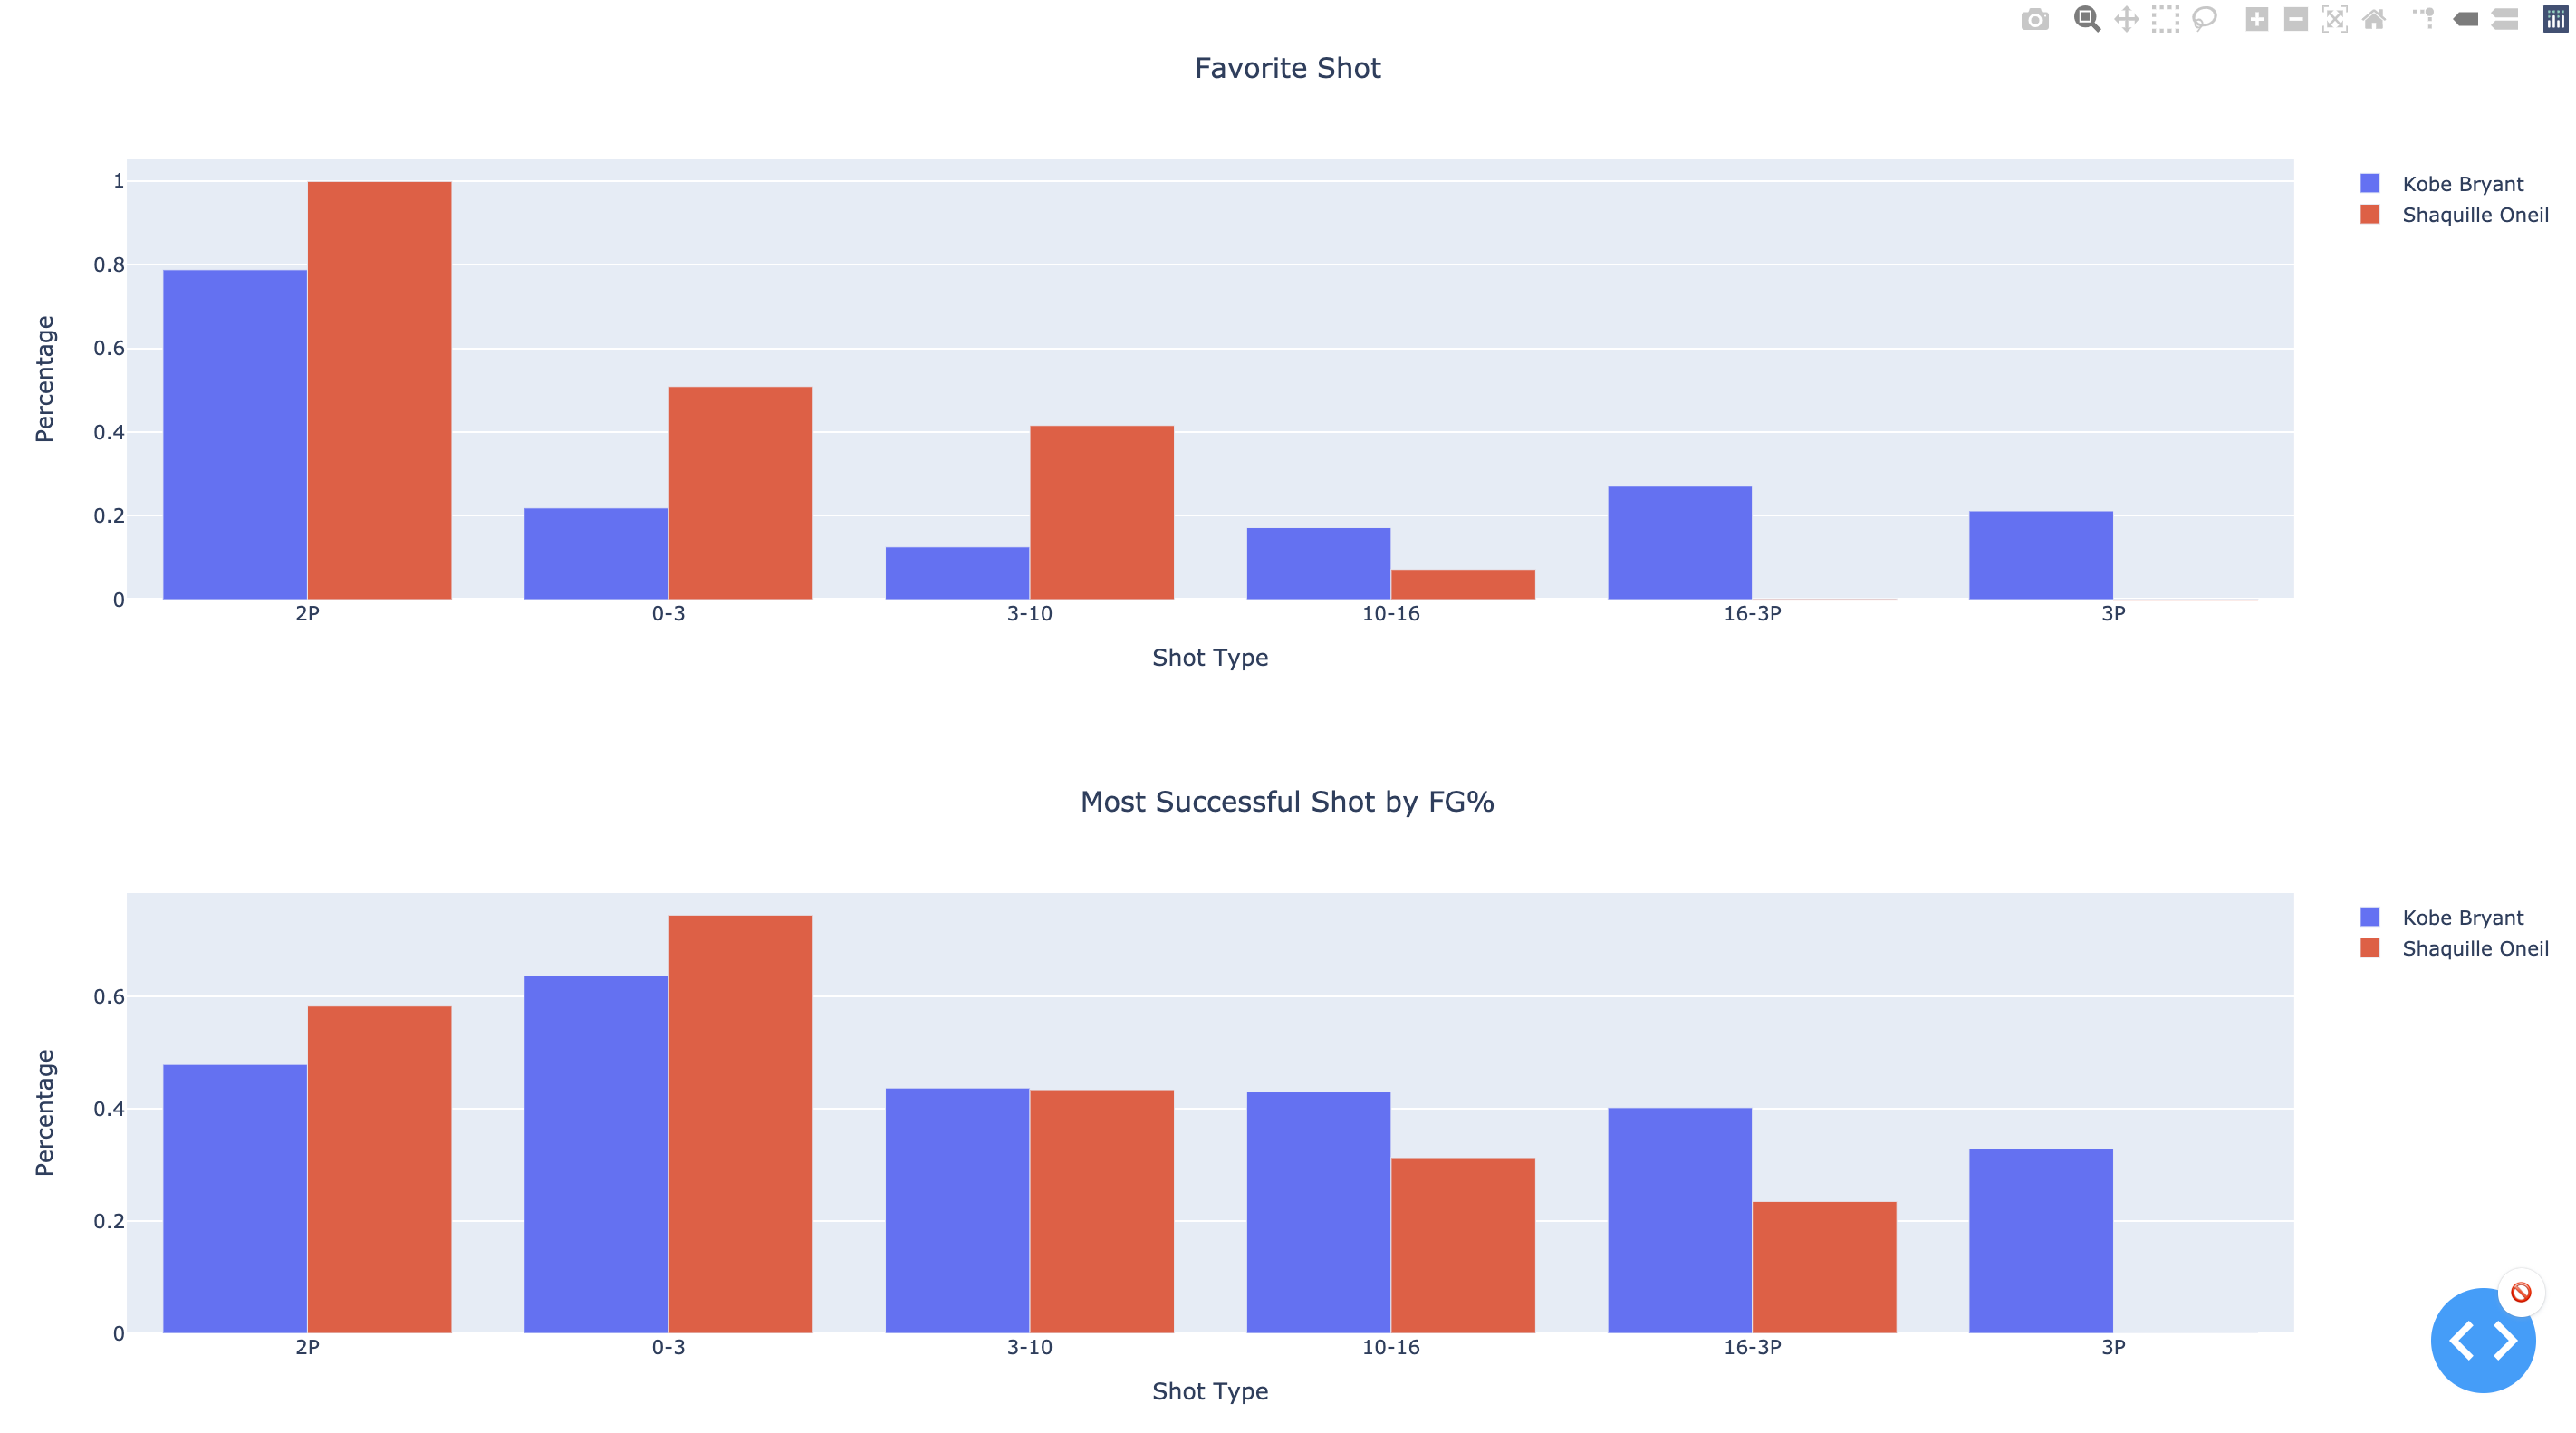 Favorite Shot
1
0.8
0.6
0.4
0.2
0
Percentage
2P 0-3 3-10 10-16 16-3P 3P
Shot Type
Kobe Bryant
Shaquille Oneil
Most Successful Shot by FG%
0.6
0.4
0.2
0
Percentage
2P 0-3 3-10 10-16 16-3P 3P
Shot Type
Kobe Bryant
Shaquille Oneil